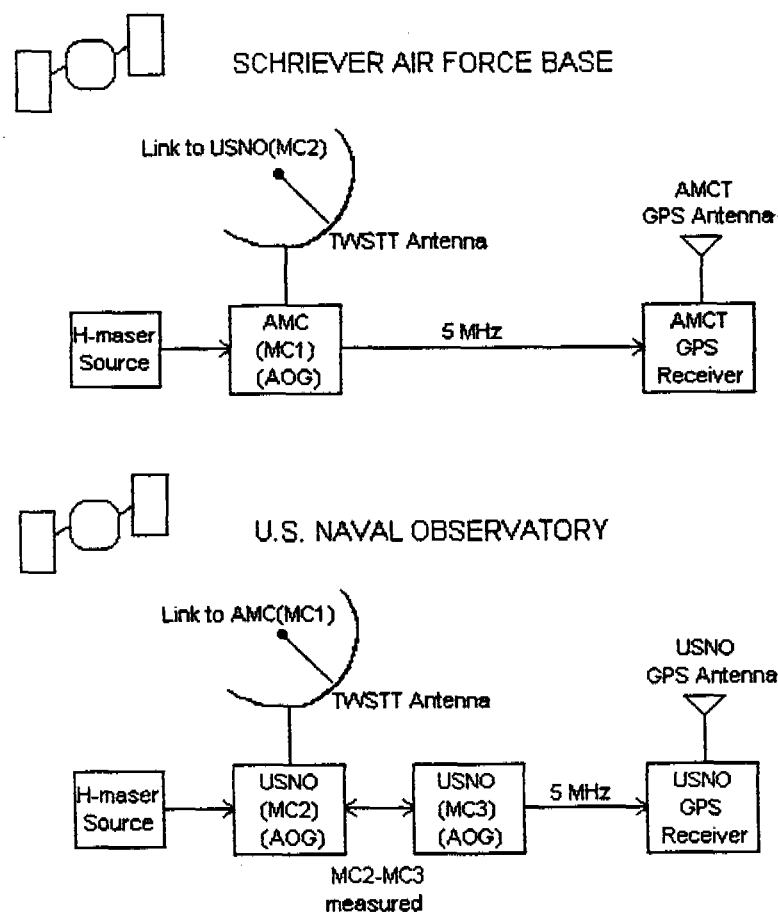 SCHRIEVER AIR FORCE BASE
Link to USNO(MC2)
TWSTT Antenna
AMCT
GPS Antenna
H-maser
Source
AMC
(MC1)
(AOG)
5 MHz
AMCT
GPS
Receiver
U.S. NAVAL OBSERVATORY
Link to AMC(MC1)
TWSTT Antenna
USNO
GPS Antenna
H-maser
Source
USNO
(MC2)
(AOG)
USNO
(MC3)
(AOG)
5 MHz
USNO
GPS
Receiver
MC2-MC3
measured